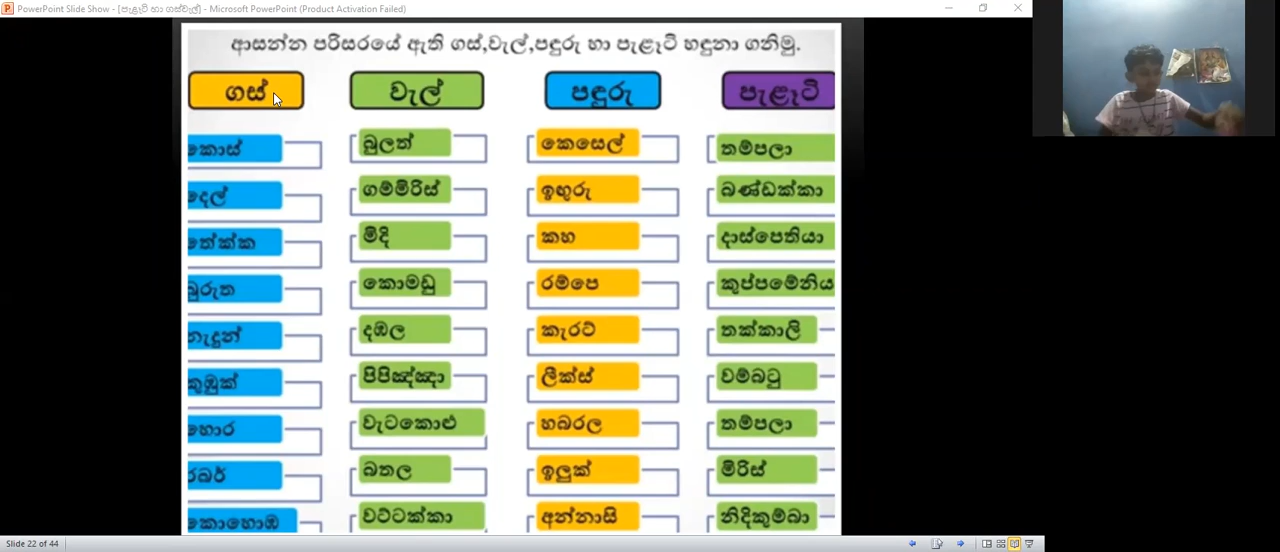 PowerPoint Slide Show - [පැළෑටි හා ගස්වැල්] - Microsoft PowerPoint (Product Activation Failed)
ආසන්න පරිසරයේ ඇති ගස්,වැල්,පඳුරු හා පැළෑටි හඳුනා ගනිමු.
ගස් වැල් පඳුරු පැළෑටි
කොස් බුලත් කෙසෙල් තම්පලා
දෙල් ගම්මිරිස් ඉඟුරු බණ්ඩක්කා
තේක්ක මිදි කහ දාස්පෙතියා
බුරුත කොමඩු රම්පෙ කුප්පමේනිය
නැදුන් දඹල කැරට් තක්කාලි
කුඹුක් පිපිඤ්ඤා ලීක්ස් වම්බටු
හොර වැටකොළු හබරල තම්පලා
රබර් බතල ඉලුක් මිරිස්
කොහොඹ වට්ටක්කා අන්නාසි නිදිකුම්බා
Slide 22 of 44